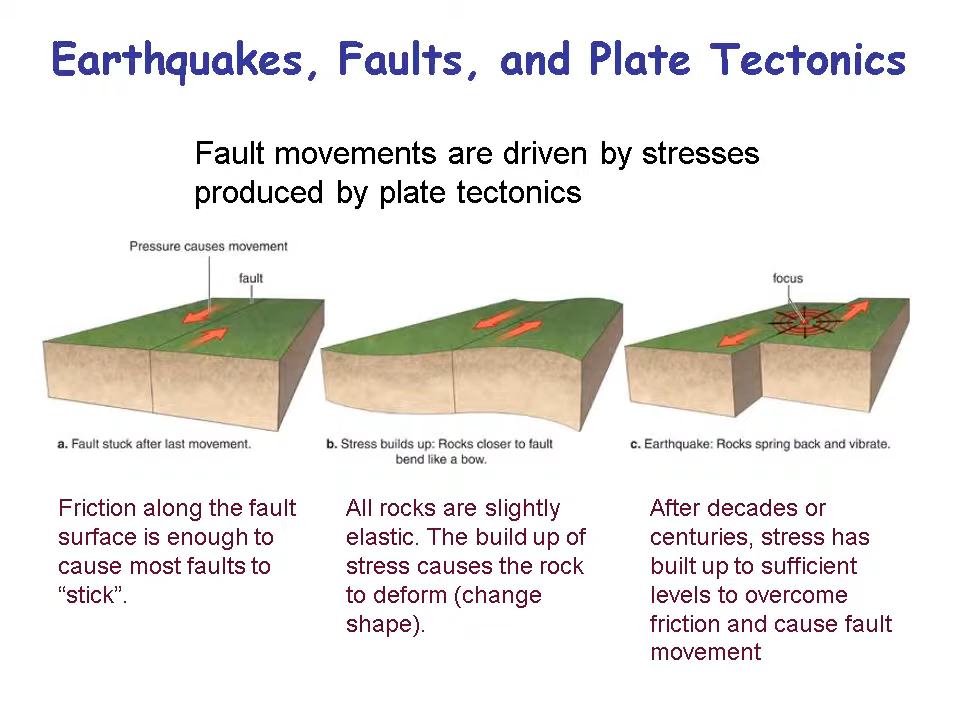 Earthquakes, Faults, and Plate Tectonics
Fault movements are driven by stresses
produced by plate tectonics
Pressure causes movement
fault
focus
a. Fault stuck after last movement.
b. Stress builds up: Rocks closer to fault
bend like a bow.
c. Earthquake: Rocks spring back and vibrate.
Friction along the fault
surface is enough to
cause most faults to
“stick”.
All rocks are slightly
elastic. The build up of
stress causes the rock
to deform (change
shape).
After decades or
centuries, stress has
built up to sufficient
levels to overcome
friction and cause fault
movement